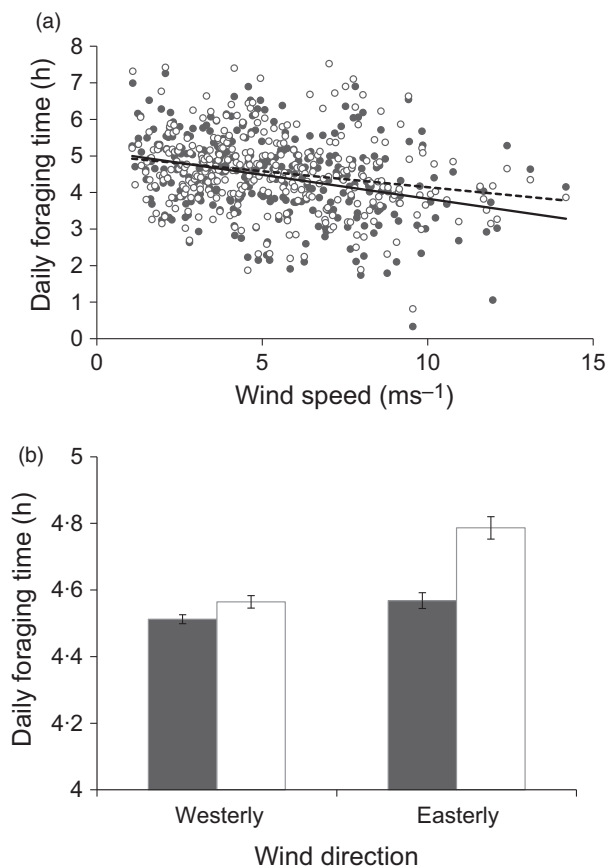 (a)
8
7
6
5
4
3
2
1
0
Daily foraging time (h)
0 5 10 15
Wind speed (ms⁻¹)
(b)
5
4·8
4·6
4·4
4·2
4
Daily foraging time (h)
Westerly Easterly
Wind direction